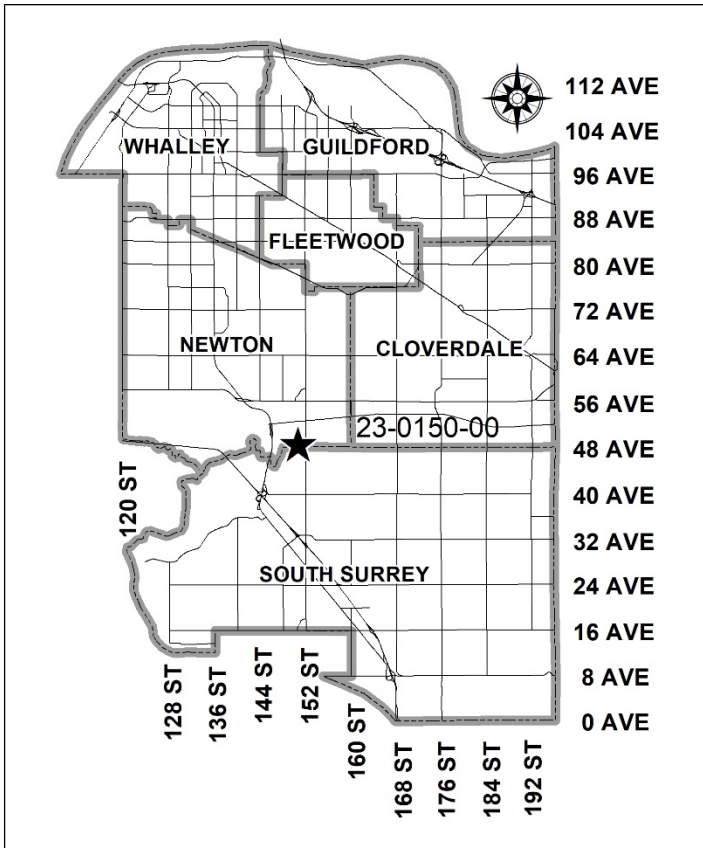 112 AVE
104 AVE
WHALLEY
GUILDFORD
96 AVE
88 AVE
FLEETWOOD
80 AVE
72 AVE
NEWTON
CLOVERDALE
64 AVE
56 AVE
23-0150-00
48 AVE
120 ST
40 AVE
32 AVE
SOUTH SURREY
24 AVE
16 AVE
8 AVE
0 AVE
128 ST
136 ST
144 ST
152 ST
160 ST
168 ST
176 ST
184 ST
192 ST